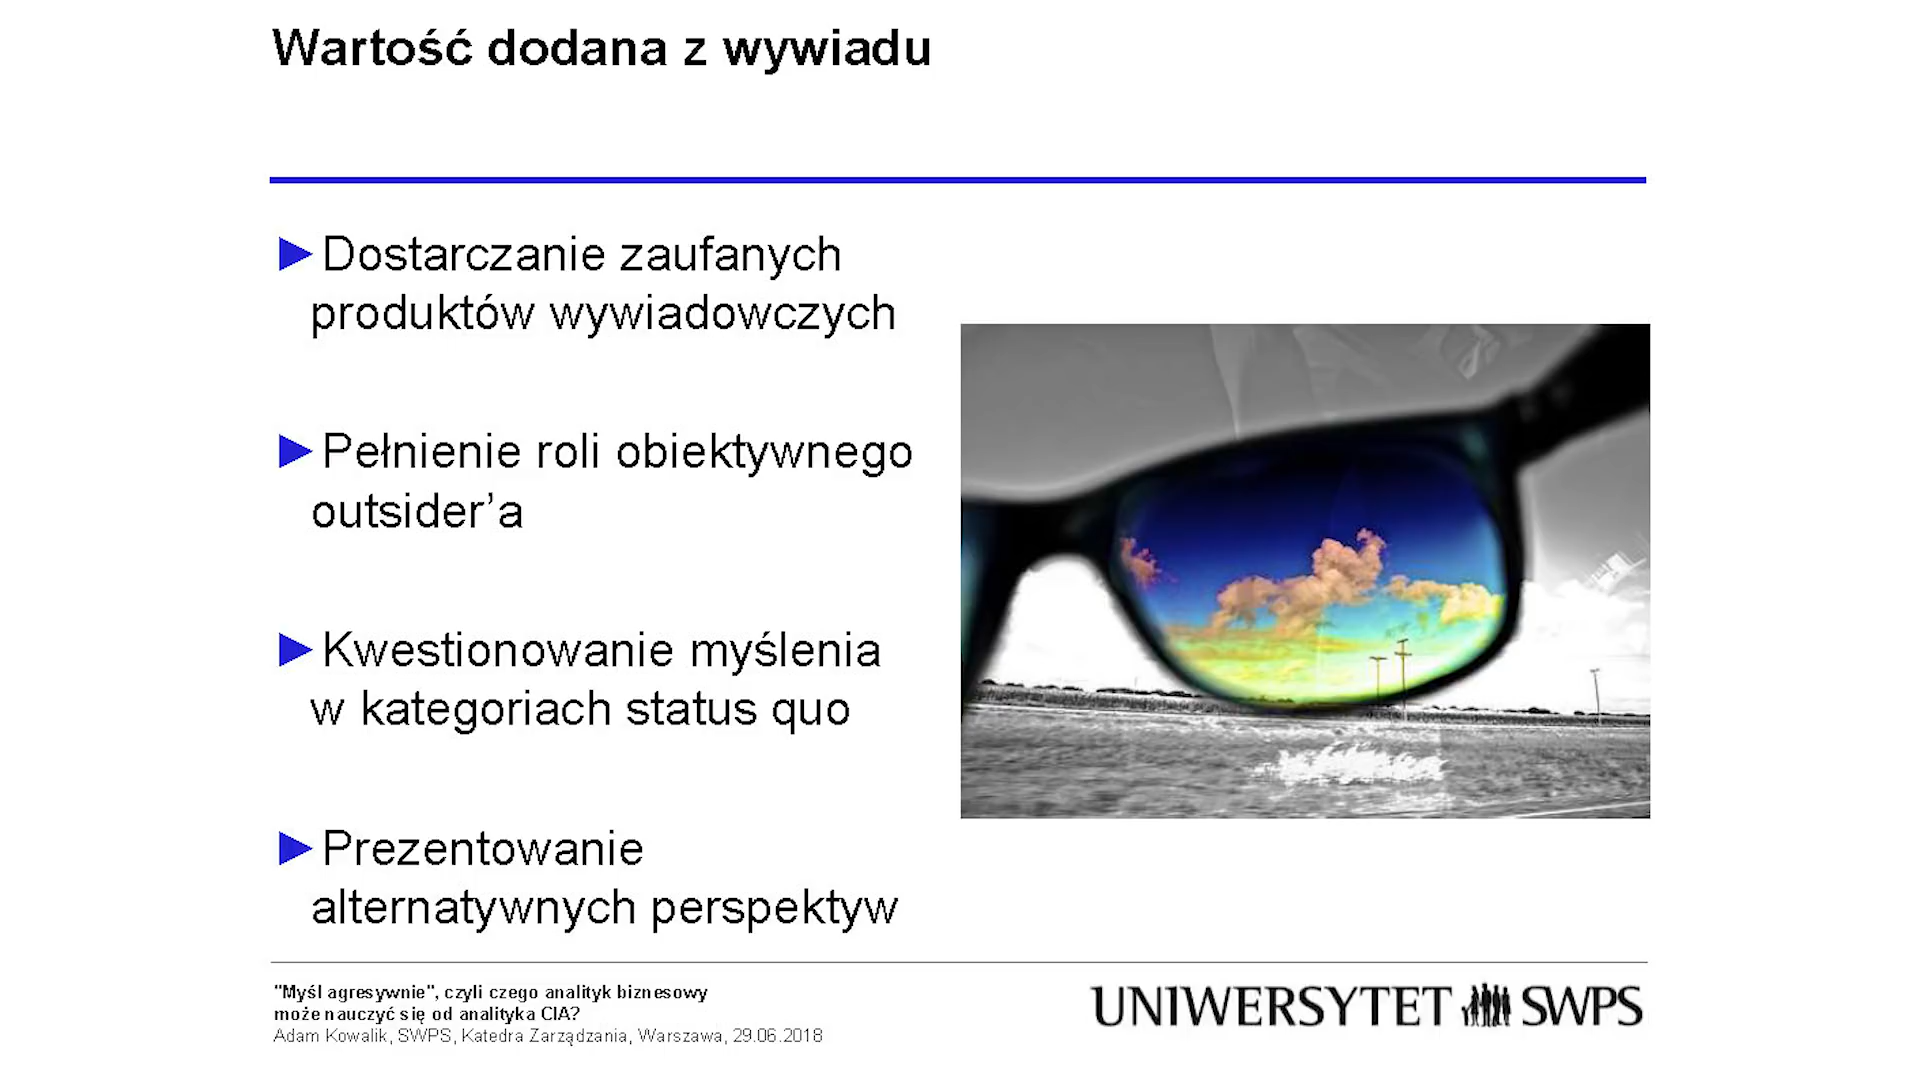 Wartość dodana z wywiadu
►Dostarczanie zaufanych
produktów wywiadowczych
►Pełnienie roli obiektywnego
outsider’a
►Kwestionowanie myślenia
w kategoriach status quo
►Prezentowanie
alternatywnych perspektyw
"Myśl agresywnie", czyli czego analityk biznesowy
może nauczyć się od analityka CIA?
Adam Kowalik, SWPS, Katedra Zarządzania, Warszawa, 29.06.2018
UNIWERSYTET SWPS